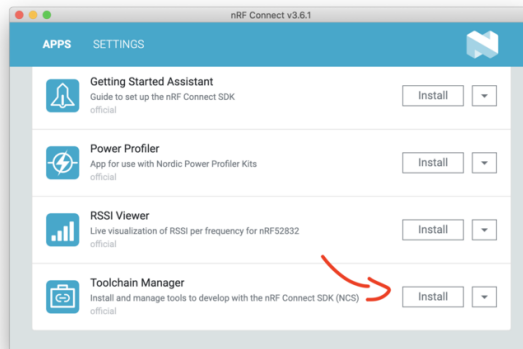 nRF Connect v3.6.1
APPS SETTINGS
Getting Started Assistant
Guide to set up the nRF Connect SDK
official
Install
Power Profiler
App for use with Nordic Power Profiler Kits
official
Install
RSSI Viewer
Live visualization of RSSI per frequency for nRF52832
official
Install
Toolchain Manager
Install and manage tools to develop with the nRF Connect SDK (NCS)
official
Install